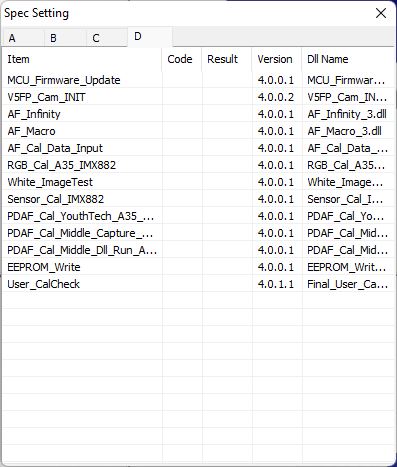 Spec Setting
A B C D
Item Code Result Version Dll Name
MCU_Firmware_Update 4.0.0.1 MCU_Firmwar...
V5FP_Cam_INIT 4.0.0.2 V5FP_Cam_IN...
AF_Infinity 4.0.0.1 AF_Infinity_3.dll
AF_Macro 4.0.0.1 AF_Macro_3.dll
AF_Cal_Data_Input 4.0.0.1 AF_Cal_Data_...
RGB_Cal_A35_IMX882 4.0.0.1 RGB_Cal_A35...
White_ImageTest 4.0.0.1 White_Image...
Sensor_Cal_IMX882 4.0.0.1 Sensor_Cal_I...
PDAF_Cal_YouthTech_A35_... 4.0.0.1 PDAF_Cal_Yo...
PDAF_Cal_Middle_Capture_... 4.0.0.1 PDAF_Cal_Mid...
PDAF_Cal_Middle_Dll_Run_A... 4.0.0.1 PDAF_Cal_Mid...
EEPROM_Write 4.0.0.1 EEPROM_Writ...
User_CalCheck 4.0.1.1 Final_User_Ca...